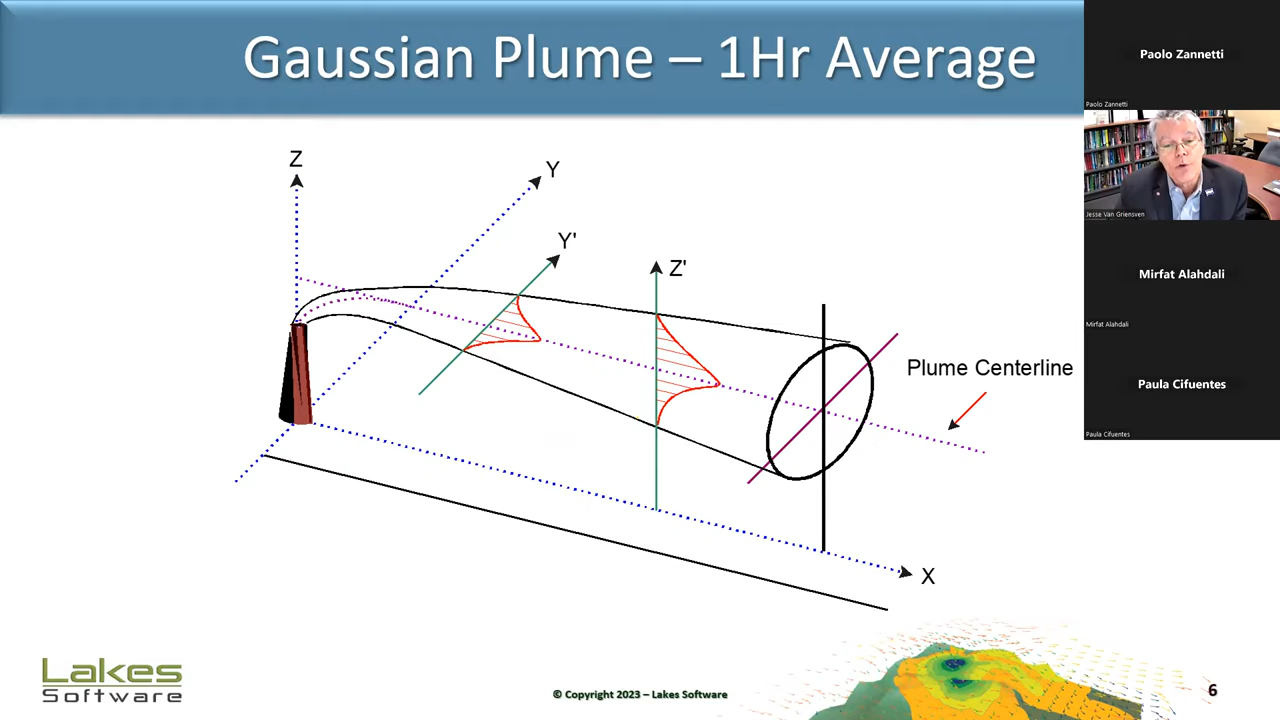 Gaussian Plume – 1Hr Average
Z
Y
Y'
Z'
Plume Centerline
X
Lakes
Software
© Copyright 2023 – Lakes Software
6
Paolo Zannetti
Paolo Zannetti
Jesse Van Griensven
Mirfat Alahdali
Mirfat Alahdali
Paula Cifuentes
Paula Cifuentes